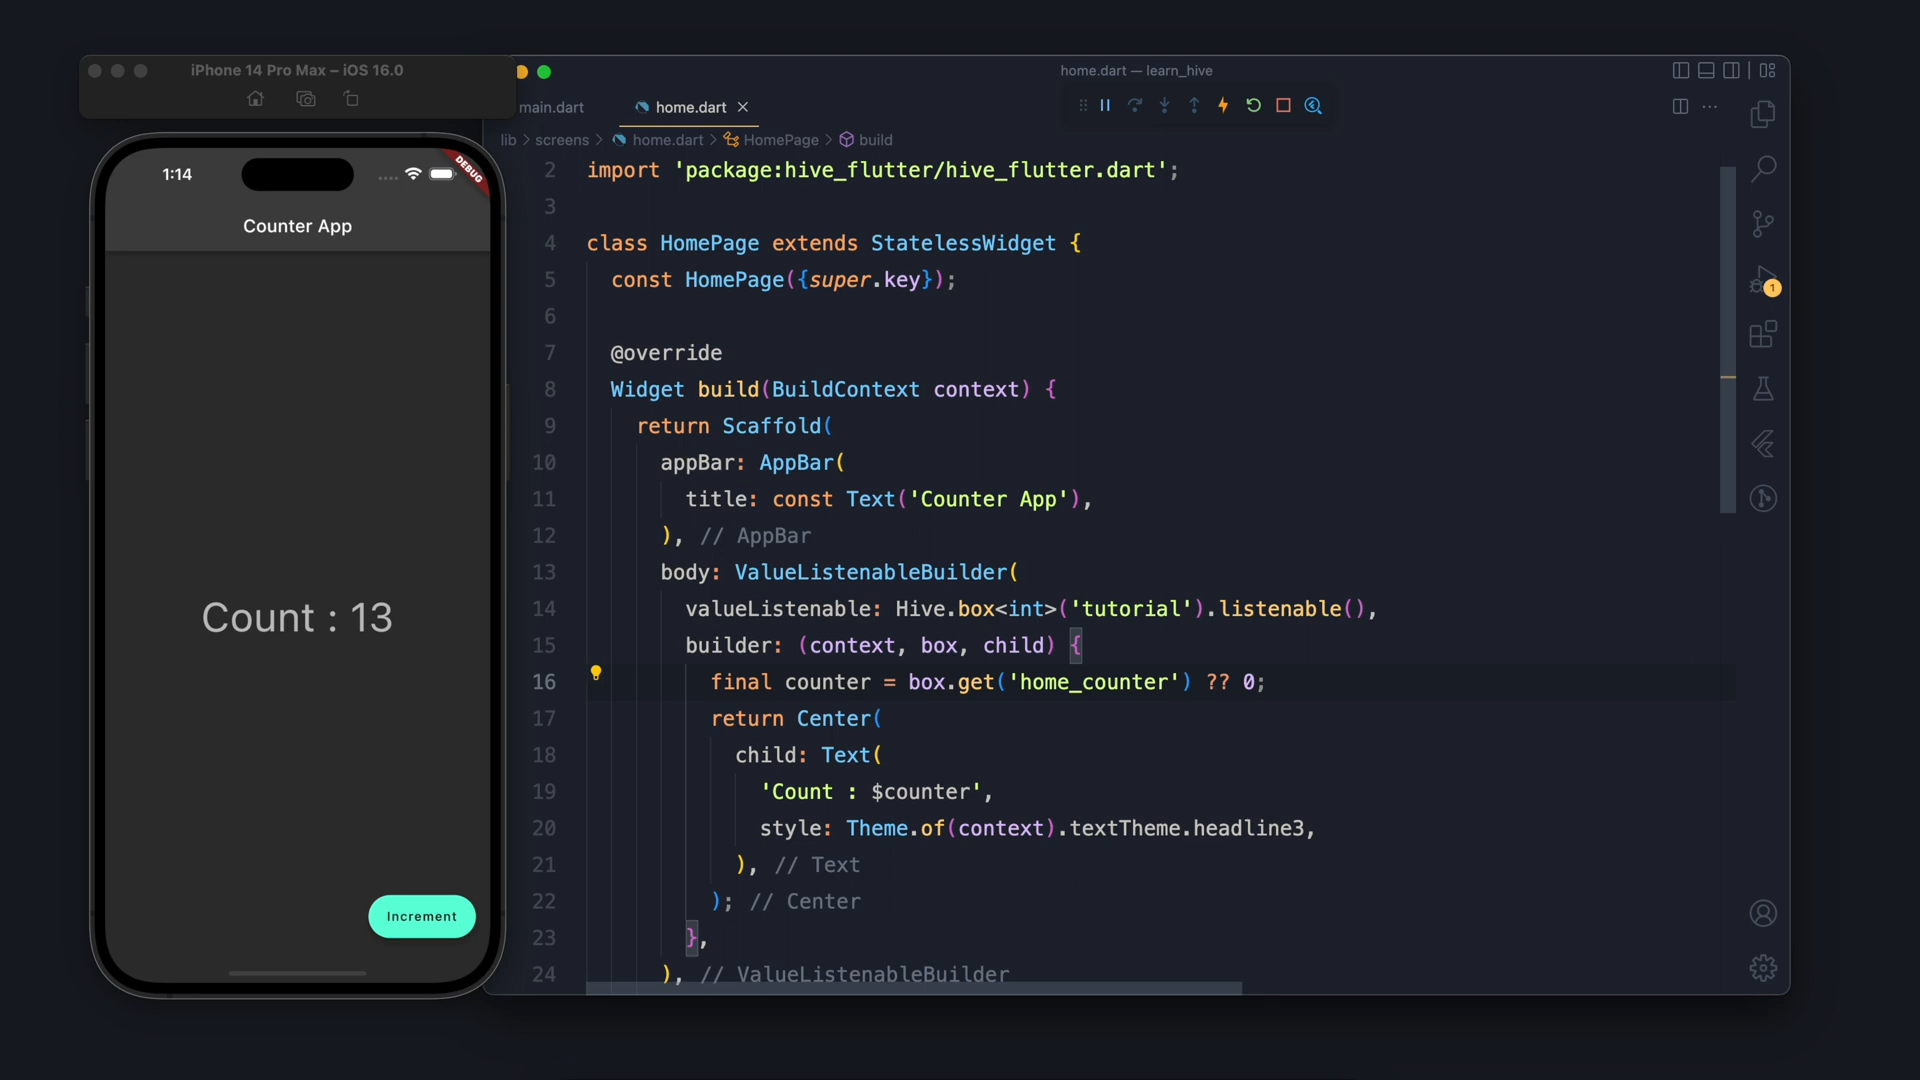 iPhone 14 Pro Max – iOS 16.0
1:14
DEBUG
Counter App
Count : 13
Increment
home.dart — learn_hive
main.dart
home.dart
lib > screens > home.dart > HomePage > build
1
2 import 'package:hive_flutter/hive_flutter.dart';
3
4 class HomePage extends StatelessWidget {
5 const HomePage({super.key});
6
7 @override
8 Widget build(BuildContext context) {
9 return Scaffold(
10 appBar: AppBar(
11 title: const Text('Counter App'),
12 ), // AppBar
13 body: ValueListenableBuilder(
14 valueListenable: Hive.box<int>('tutorial').listenable(),
15 builder: (context, box, child) {
16 final counter = box.get('home_counter') ?? 0;
17 return Center(
18 child: Text(
19 'Count : $counter',
20 style: Theme.of(context).textTheme.headline3,
21 ), // Text
22 ); // Center
23 },
24 ), // ValueListenableBuilder